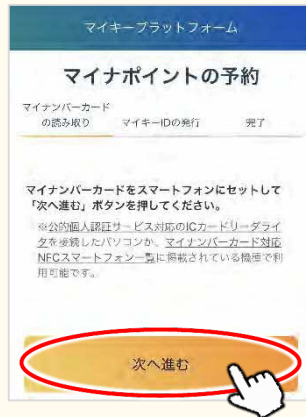 マイキープラットフォーム
マイナポイントの予約
マイナンバーカード
の読み取り
マイキーIDの発行
完了
マイナンバーカードをスマートフォンにセットして
「次へ進む」ボタンを押してください。
※公的個人認証サービス対応のICカードリーダライ
タを接続したパソコンか、マイナンバーカード対応
NFCスマートフォン一覧に掲載されている機種で利
用可能です。
次へ進む